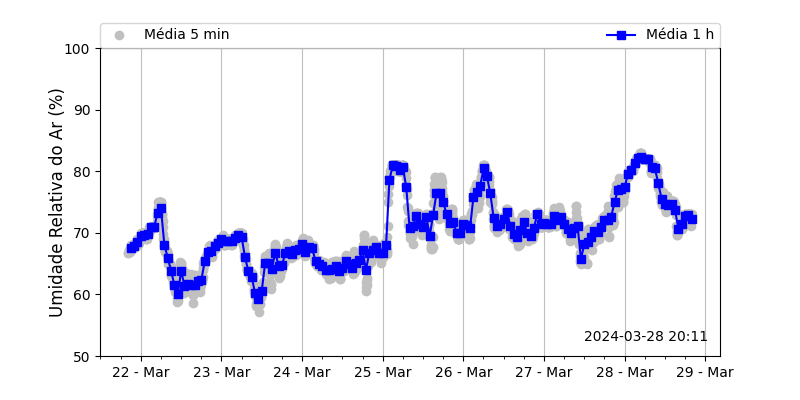 Média 5 min
Média 1 h
Umidade Relativa do Ar (%)
100
90
80
70
60
50
2024-03-28 20:11
22 - Mar
23 - Mar
24 - Mar
25 - Mar
26 - Mar
27 - Mar
28 - Mar
29 - Mar